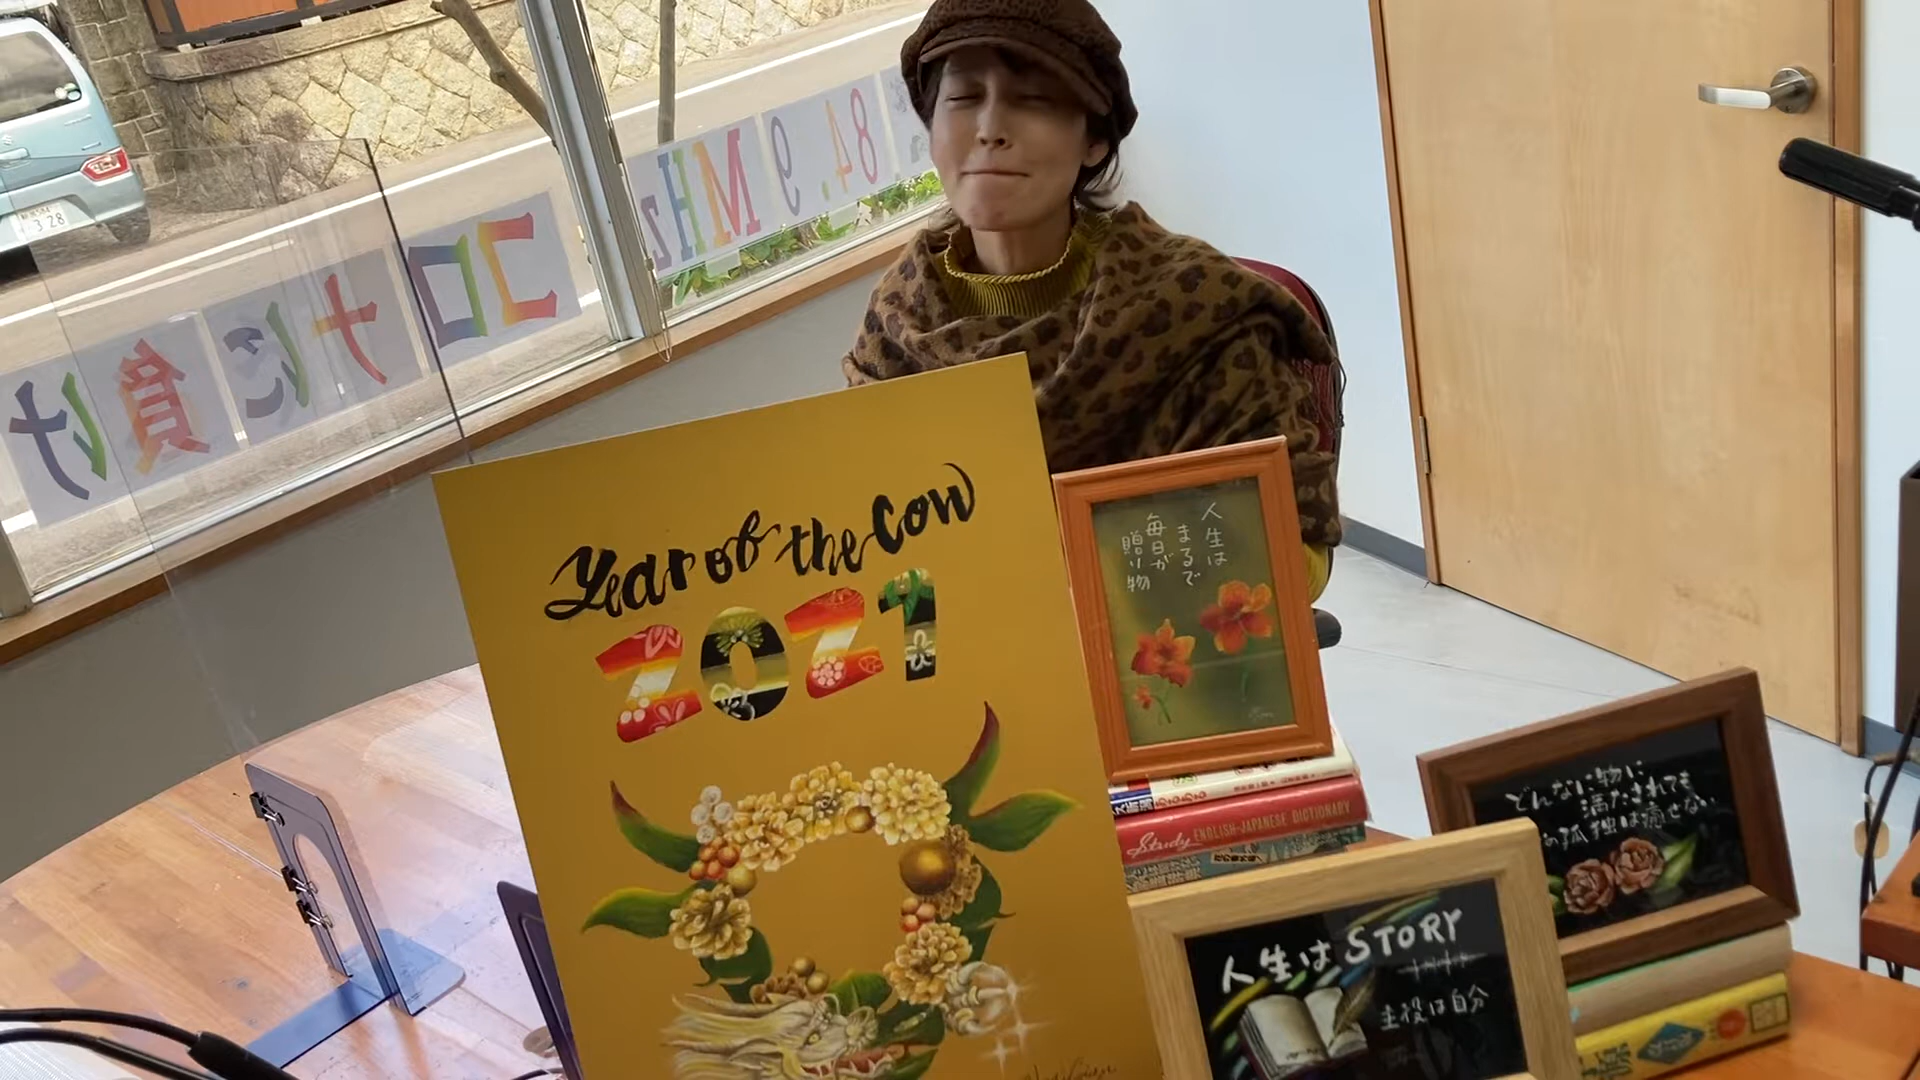 コロナに負け
84.9MHz
3 28
Year of the Cow
2021
人生は
まるで
毎日が
贈り物
Study ENGLISH-JAPANESE DICTIONARY
どんなに物に
満たされても
孤独は癒せない
人生はSTORY
主役は自分